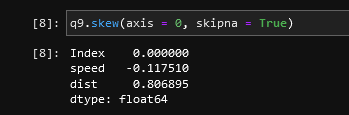 [8]: q9.skew(axis = 0, skipna = True)
[8]: Index    0.000000
speed   -0.117510
dist     0.806895
dtype: float64